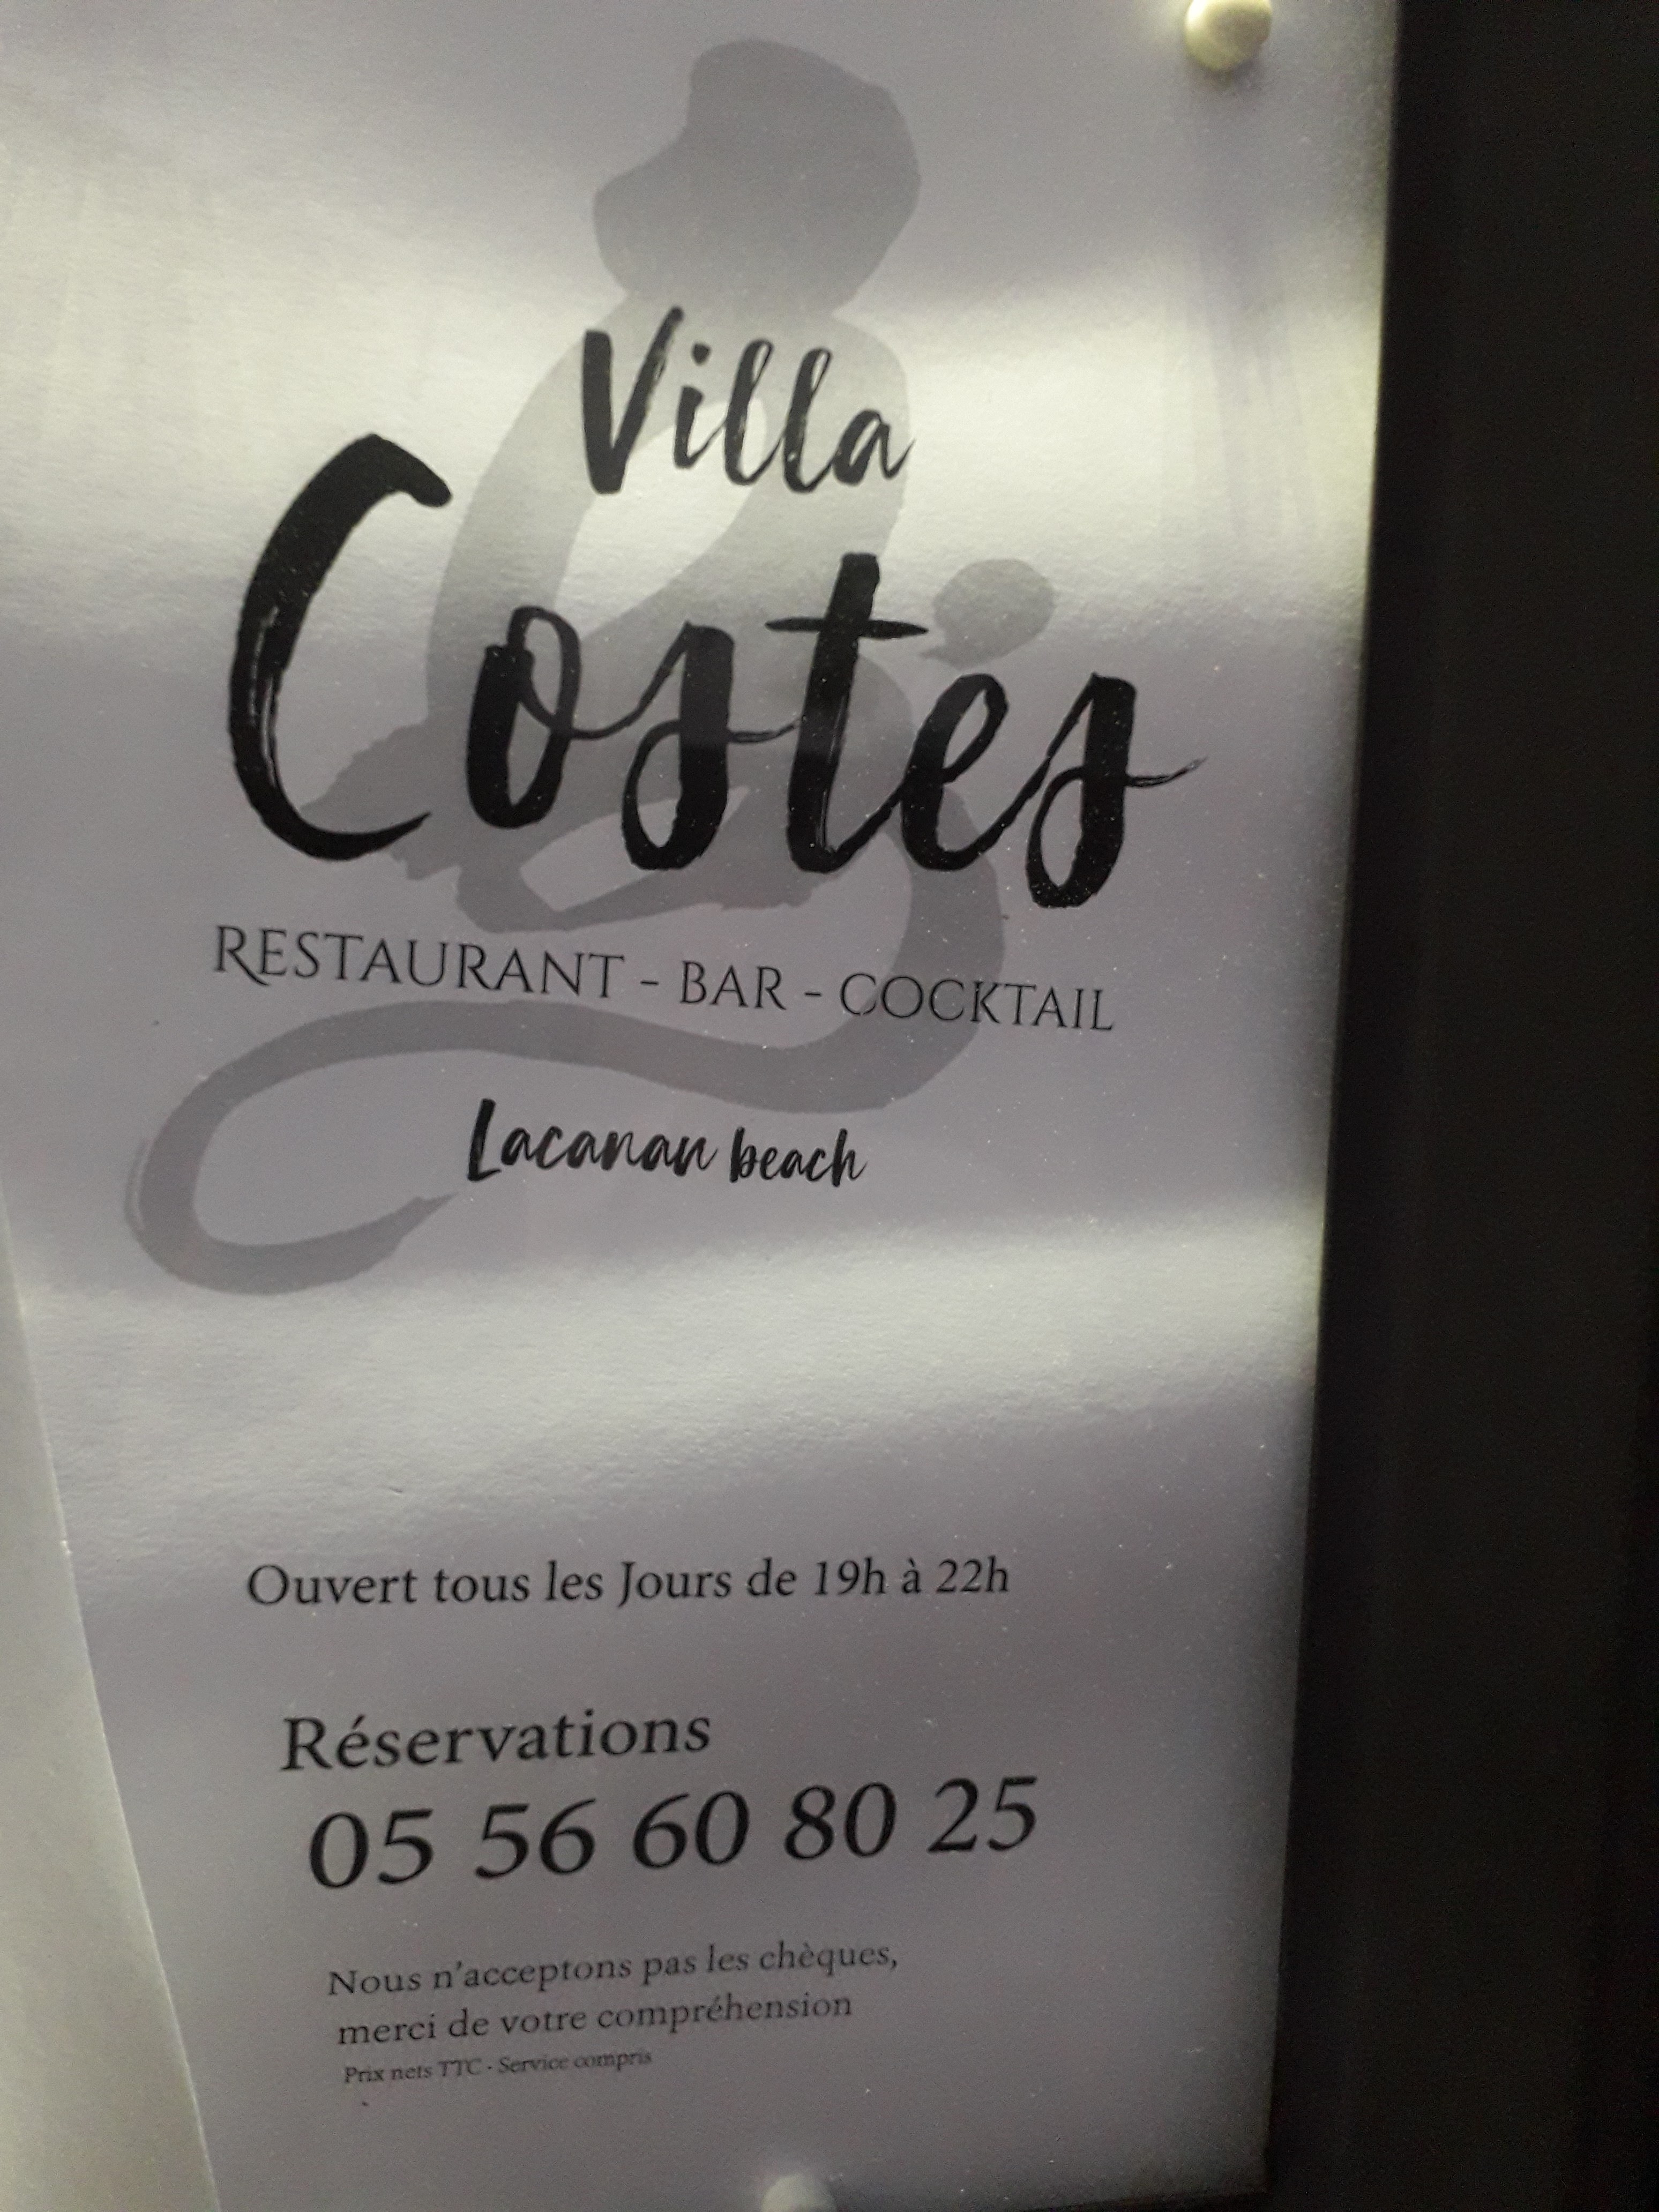 Villa
Costes
RESTAURANT - BAR - COCKTAIL
Lacanau beach
Ouvert tous les Jours de 19h à 22h
Réservations
05 56 60 80 25
Nous n'acceptons pas les chèques,
merci de votre compréhension
Prix nets TTC - Service compris